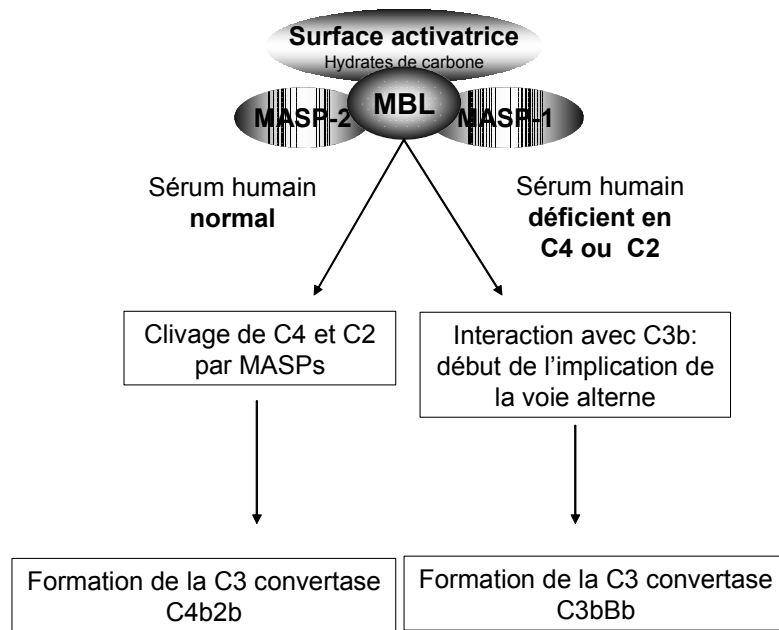 Surface activatrice
Hydrates de carbone
MASP-2
MBL
MASP-1
Sérum humain
normal
Sérum humain
déficient en
C4 ou C2
Clivage de C4 et C2
par MASPs
Interaction avec C3b:
début de l'implication de
la voie alterne
Formation de la C3 convertase
C4b2b
Formation de la C3 convertase
C3bBb